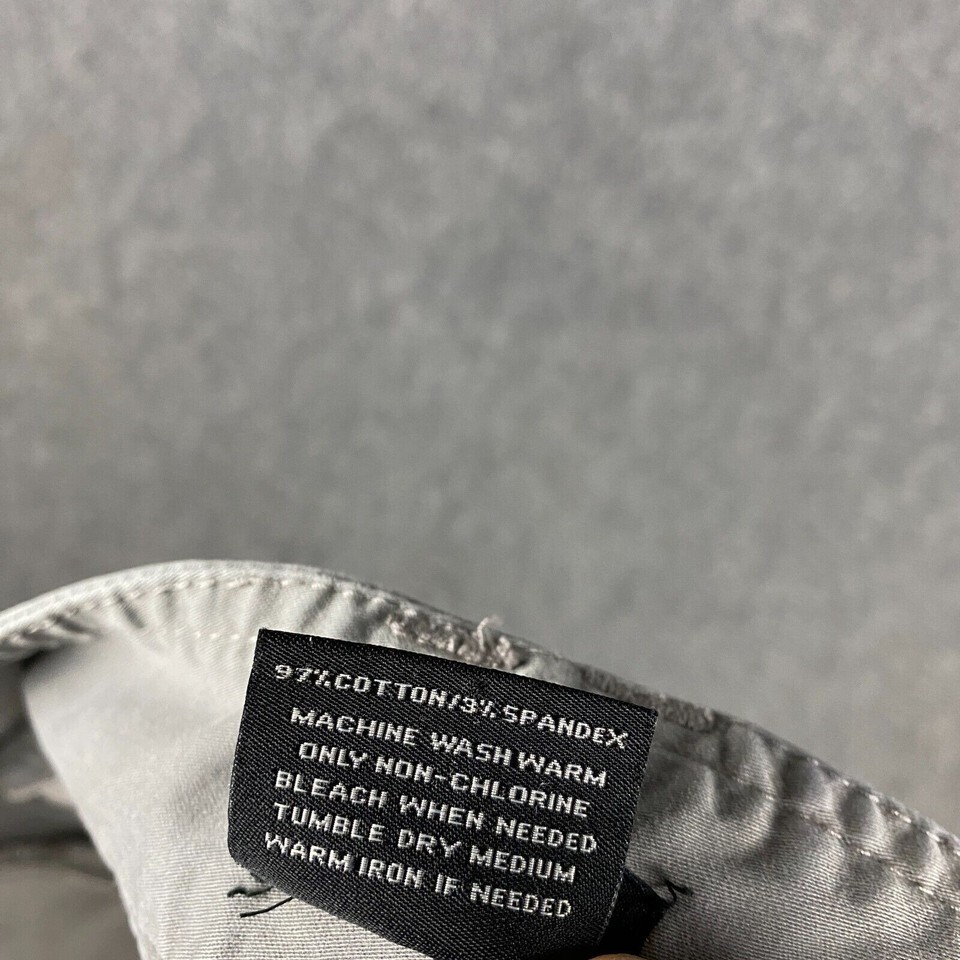 97%COTTON/3%SPANDEX
MACHINE WASH WARM
ONLY NON-CHLORINE
BLEACH WHEN NEEDED
TUMBLE DRY MEDIUM
WARM IRON IF NEEDED